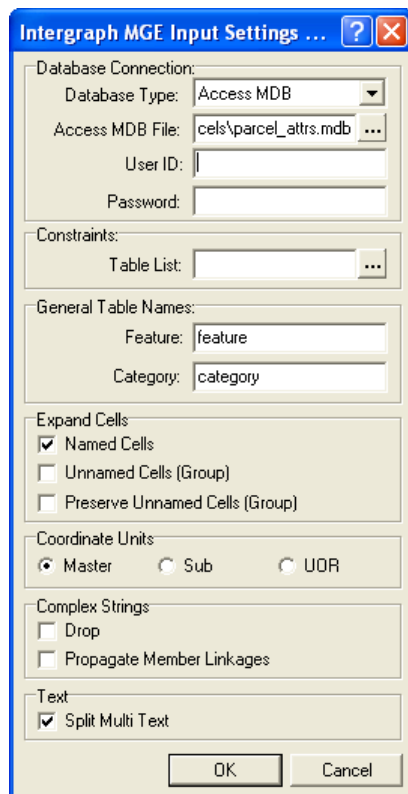 Intergraph MGE Input Settings ...
Database Connection:
Database Type: Access MDB
Access MDB File: cels\parcel_attrs.mdb ...
User ID:
Password:
Constraints:
Table List: ...
General Table Names:
Feature: feature
Category: category
Expand Cells
Named Cells
Unnamed Cells (Group)
Preserve Unnamed Cells (Group)
Coordinate Units
Master Sub UOR
Complex Strings
Drop
Propagate Member Linkages
Text
Split Multi Text
OK Cancel